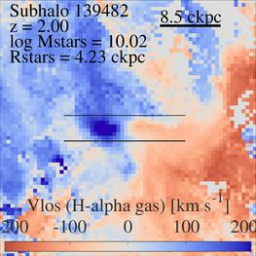 Subhalo 139482
8.5 ckpc
z = 2.00
log Mstars = 10.02
Rstars = 4.23 ckpc
Vlos (H-alpha gas) [km s⁻¹]
-200 -100 0 100 200